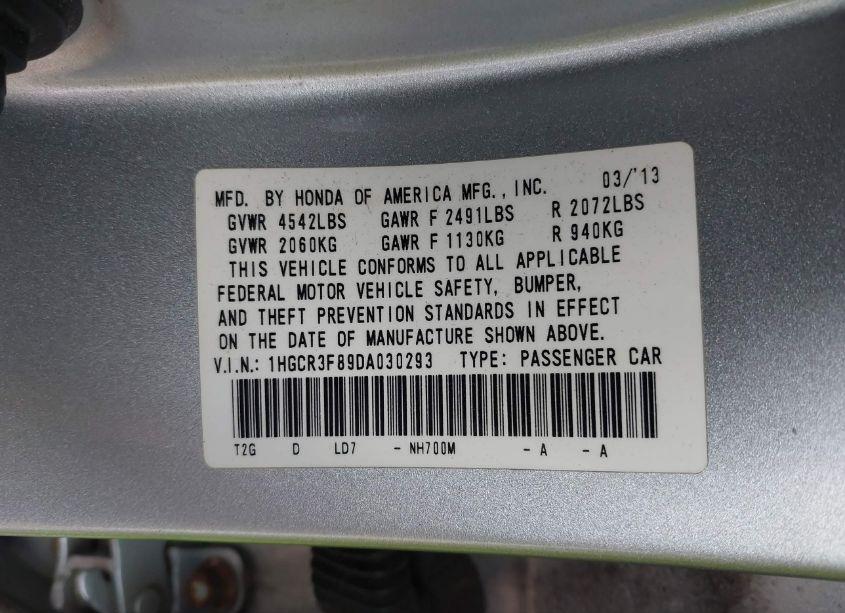 MFD. BY HONDA OF AMERICA MFG., INC. 03/'13
GVWR 4542LBS GAWR F 2491LBS R 2072LBS
GVWR 2060KG GAWR F 1130KG R 940KG
THIS VEHICLE CONFORMS TO ALL APPLICABLE
FEDERAL MOTOR VEHICLE SAFETY, BUMPER,
AND THEFT PREVENTION STANDARDS IN EFFECT
ON THE DATE OF MANUFACTURE SHOWN ABOVE.
V.I.N.: 1HGCR3F89DA030293 TYPE: PASSENGER CAR
T2G D LD7 - NH700M - A - A